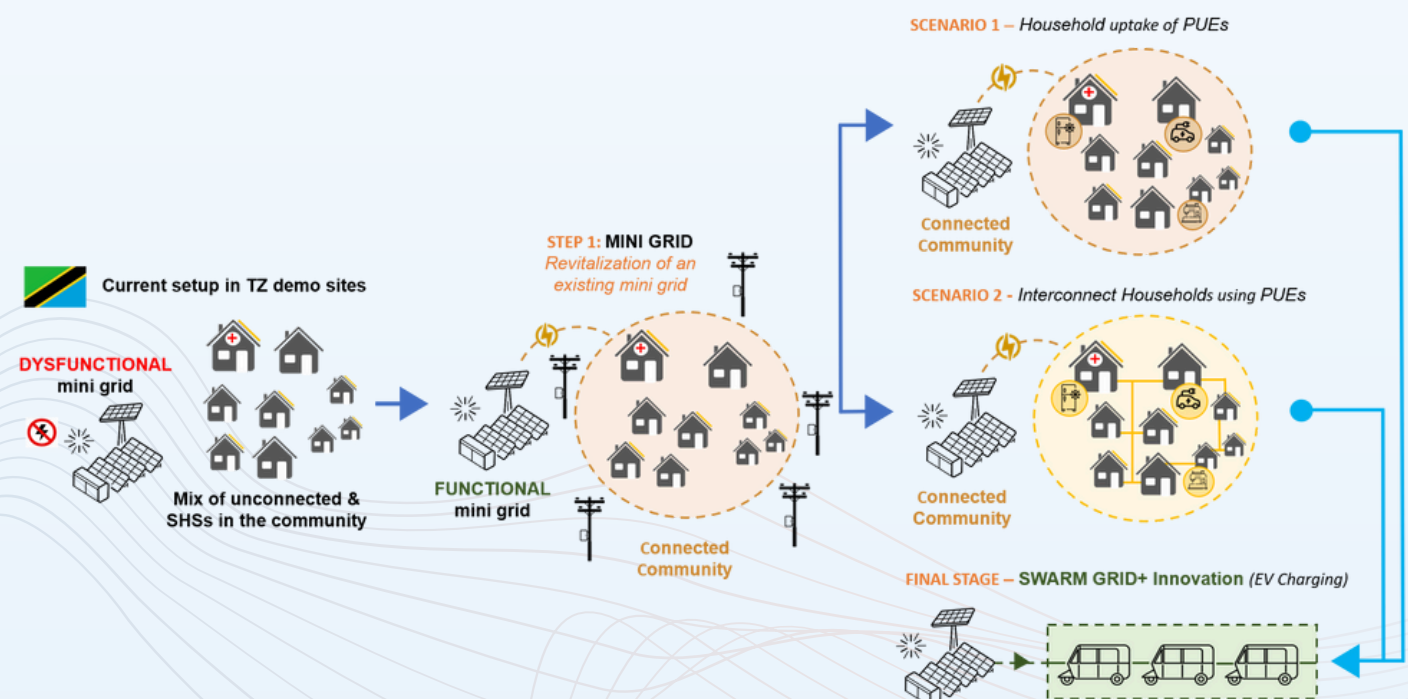 Current setup in TZ demo sites
DYSFUNCTIONAL
mini grid
Mix of unconnected &
SHSs in the community
STEP 1: MINI GRID
Revitalization of an
existing mini grid
FUNCTIONAL
mini grid
Connected
Community
SCENARIO 1 – Household uptake of PUEs
Connected
Community
SCENARIO 2 - Interconnect Households using PUEs
Connected
Community
FINAL STAGE – SWARM GRID+ Innovation (EV Charging)